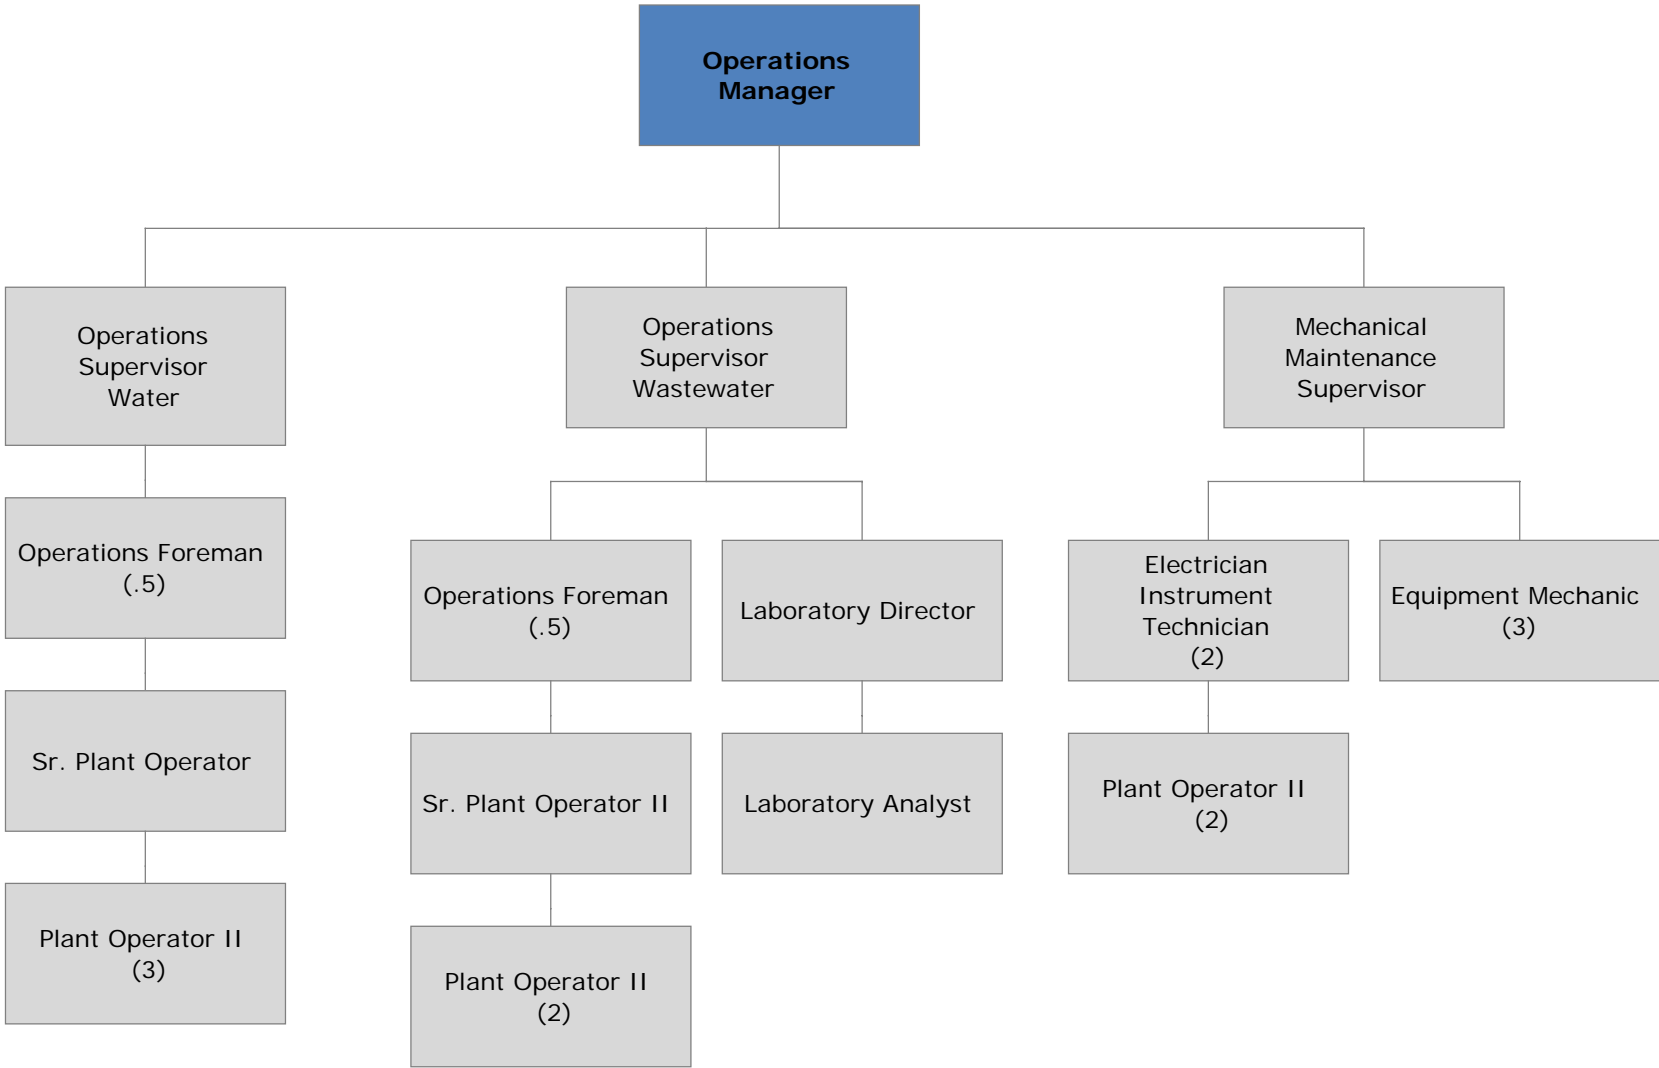 Operations
Manager
Operations
Supervisor
Water
Operations
Supervisor
Wastewater
Mechanical
Maintenance
Supervisor
Operations Foreman
(.5)
Operations Foreman
(.5)
Laboratory Director
Electrician
Instrument
Technician
(2)
Equipment Mechanic
(3)
Sr. Plant Operator
Sr. Plant Operator II
Laboratory Analyst
Plant Operator II
(2)
Plant Operator II
(3)
Plant Operator II
(2)